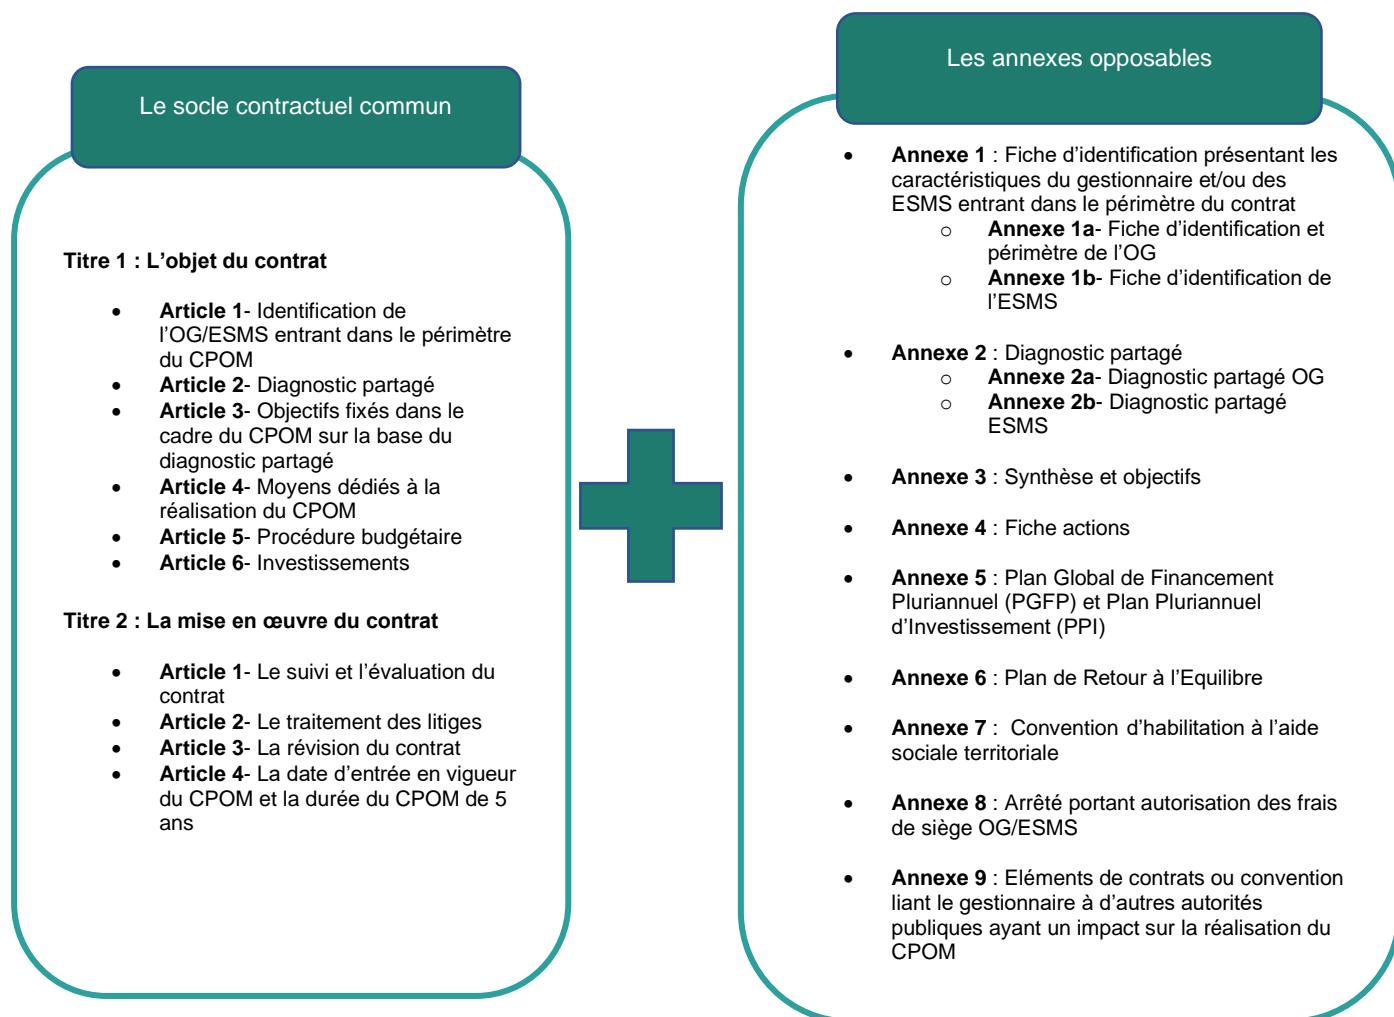 Le socle contractuel commun
Titre 1 : L'objet du contrat
• Article 1- Identification de
l'OG/ESMS entrant dans le périmètre
du CPOM
• Article 2- Diagnostic partagé
• Article 3- Objectifs fixés dans le
cadre du CPOM sur la base du
diagnostic partagé
• Article 4- Moyens dédiés à la
réalisation du CPOM
• Article 5- Procédure budgétaire
• Article 6- Investissements
Titre 2 : La mise en œuvre du contrat
• Article 1- Le suivi et l'évaluation du
contrat
• Article 2- Le traitement des litiges
• Article 3- La révision du contrat
• Article 4- La date d'entrée en vigueur
du CPOM et la durée du CPOM de 5
ans
Les annexes opposables
• Annexe 1 : Fiche d'identification présentant les
caractéristiques du gestionnaire et/ou des
ESMS entrant dans le périmètre du contrat
o Annexe 1a- Fiche d'identification et
périmètre de l'OG
o Annexe 1b- Fiche d'identification de
l'ESMS
• Annexe 2 : Diagnostic partagé
o Annexe 2a- Diagnostic partagé OG
o Annexe 2b- Diagnostic partagé
ESMS
• Annexe 3 : Synthèse et objectifs
• Annexe 4 : Fiche actions
• Annexe 5 : Plan Global de Financement
Pluriannuel (PGFP) et Plan Pluriannuel
d'Investissement (PPI)
• Annexe 6 : Plan de Retour à l'Equilibre
• Annexe 7 : Convention d'habilitation à l'aide
sociale territoriale
• Annexe 8 : Arrêté portant autorisation des frais
de siège OG/ESMS
• Annexe 9 : Eléments de contrats ou convention
liant le gestionnaire à d'autres autorités
publiques ayant un impact sur la réalisation du
CPOM